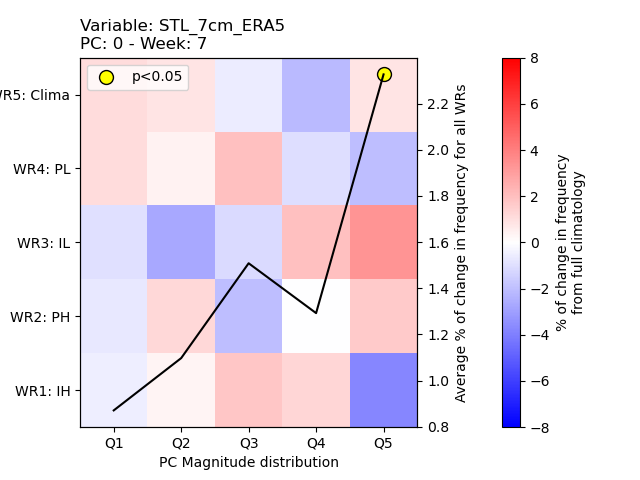 Variable: STL_7cm_ERA5
PC: 0 - Week: 7
p<0.05
WR5: Clima
WR4: PL
WR3: IL
WR2: PH
WR1: IH
Q1 Q2 Q3 Q4 Q5
PC Magnitude distribution
2.2
2.0
1.8
1.6
1.4
1.2
1.0
0.8
Average % of change in frequency for all WRs
8
6
4
2
0
−2
−4
−6
−8
% of change in frequency
from full climatology